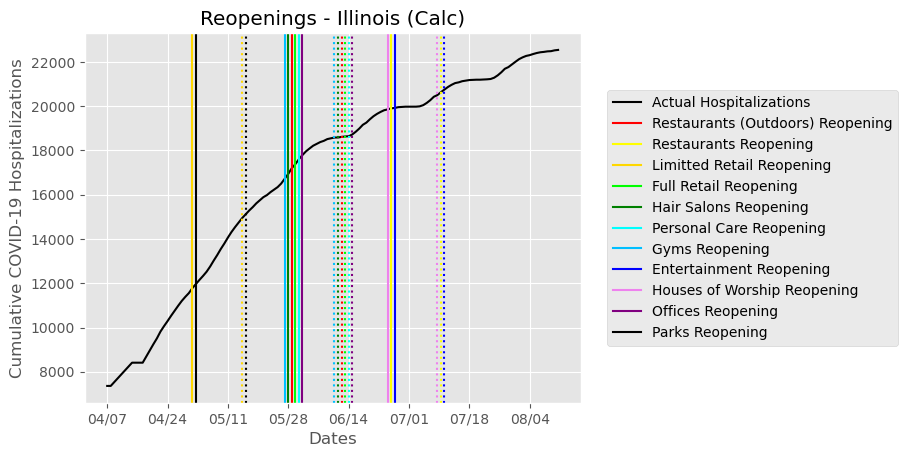 Reopenings - Illinois (Calc)
Cumulative COVID-19 Hospitalizations
22000
20000
18000
16000
14000
12000
10000
8000
04/07 04/24 05/11 05/28 06/14 07/01 07/18 08/04
Dates
Actual Hospitalizations
Restaurants (Outdoors) Reopening
Restaurants Reopening
Limitted Retail Reopening
Full Retail Reopening
Hair Salons Reopening
Personal Care Reopening
Gyms Reopening
Entertainment Reopening
Houses of Worship Reopening
Offices Reopening
Parks Reopening